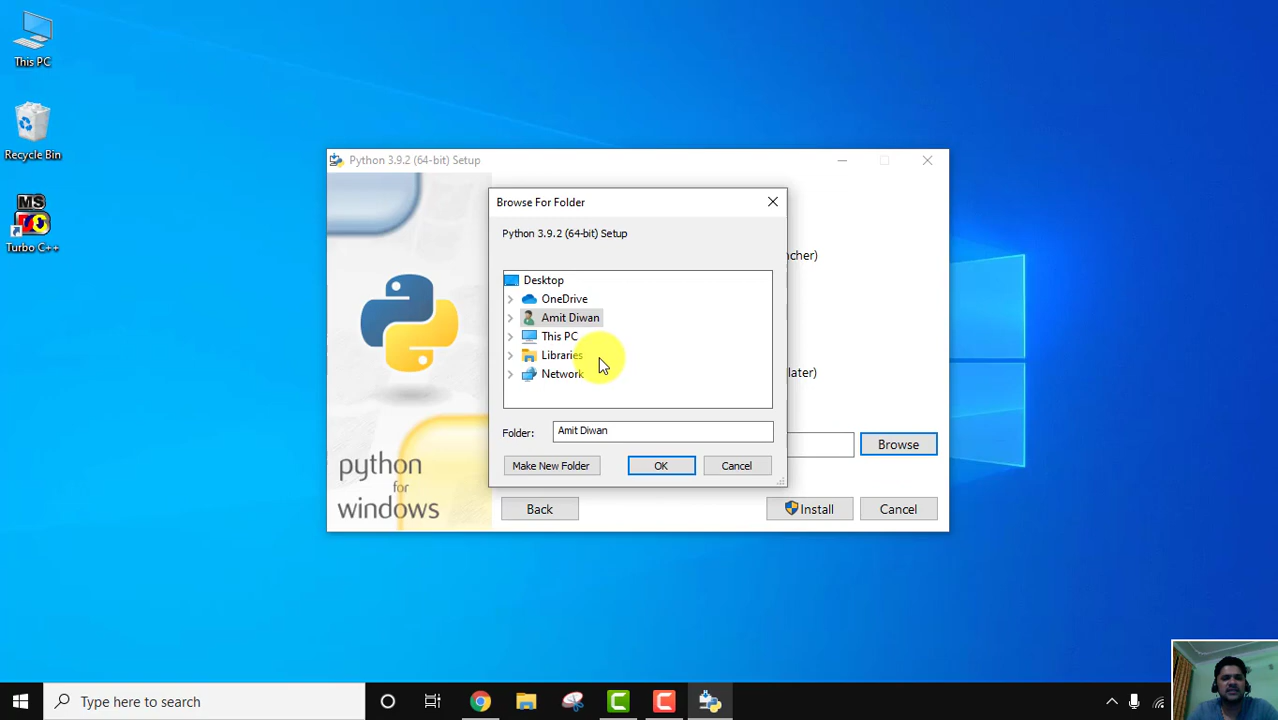 This PC
Recycle Bin
MS
Turbo C++
Python 3.9.2 (64-bit) Setup
python
for
windows
Browse For Folder
Python 3.9.2 (64-bit) Setup
Desktop
OneDrive
Amit Diwan
This PC
Libraries
Network
Folder:
Amit Diwan
Make New Folder
OK
Cancel
ncher)
later)
Browse
Back
Install
Cancel
Type here to search